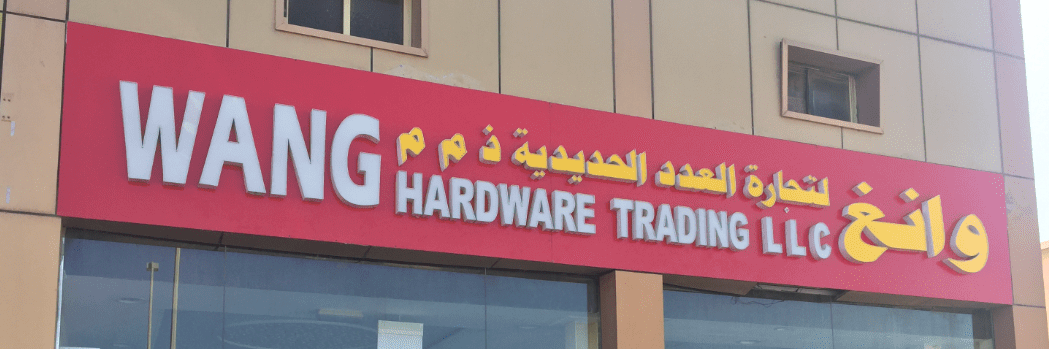 وانغ لتجارة العدد الحديدية ذ م م
WANG HARDWARE TRADING LLC